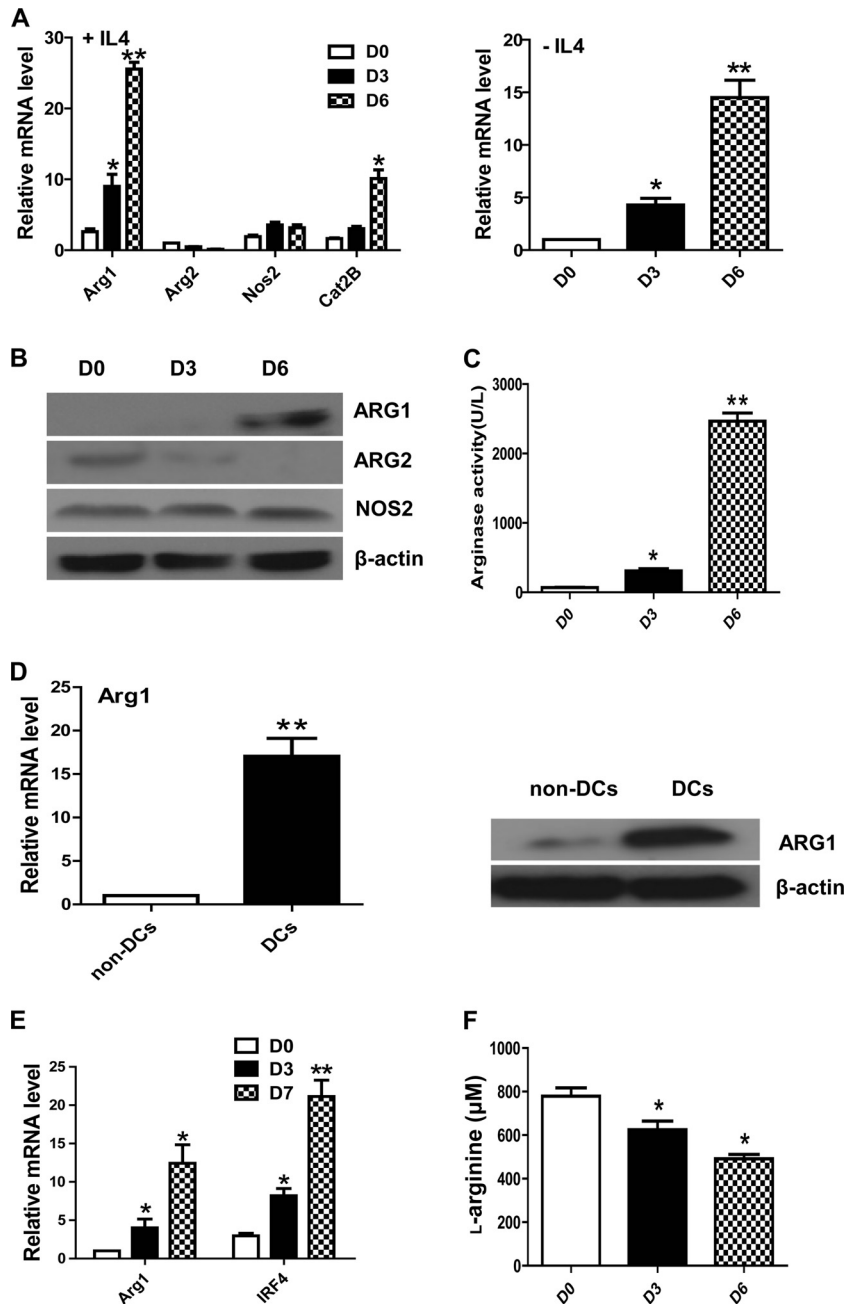 A
+ IL4
Relative mRNA level
30
20
10
0
**
*
*
D0
D3
D6
Arg1
Arg2
Nos2
Cat2B
- IL4
Relative mRNA level
20
15
10
5
0
*
**
D0
D3
D6
B
D0 D3 D6
ARG1
ARG2
NOS2
β-actin
C
Arginase activity(U/L)
3000
2000
1000
0
*
**
D0
D3
D6
D
Arg1
Relative mRNA level
25
20
15
10
5
0
**
non-DCs
DCs
non-DCs DCs
ARG1
β-actin
E
Relative mRNA level
25
20
15
10
5
0
D0
D3
D7
*
*
*
**
Arg1
IRF4
F
L-arginine (µM)
1000
800
600
400
200
0
*
*
D0
D3
D6